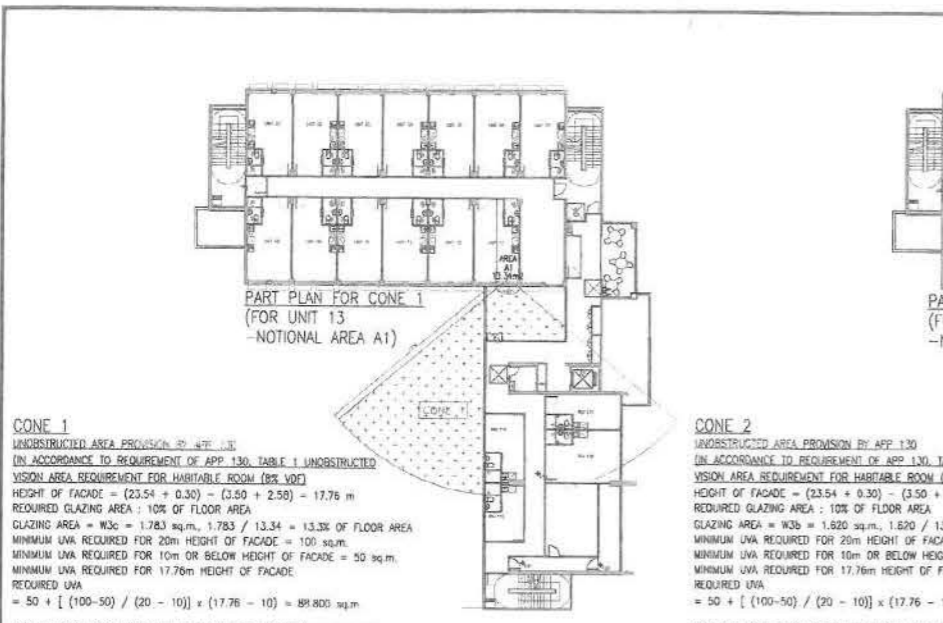 AREA
A1
PART PLAN FOR CONE 1
(FOR UNIT 13
-NOTIONAL AREA A1)
CONE 1
CONE 1
UNOBSTRUCTED AREA PROVISION BY APP 130
(IN ACCORDANCE TO REQUIREMENT OF APP 130, TABLE 1 UNOBSTRUCTED
VISION AREA REQUIREMENT FOR HABITABLE ROOM (8% VDF)
HEIGHT OF FACADE = (23.54 + 0.30) - (3.50 + 2.58) = 17.76 m
REQUIRED GLAZING AREA : 10% OF FLOOR AREA
GLAZING AREA = W3c = 1.783 sq.m., 1.783 / 13.34 = 13.3% OF FLOOR AREA
MINIMUM UVA REQUIRED FOR 20m HEIGHT OF FACADE = 100 sq.m.
MINIMUM UVA REQUIRED FOR 10m OR BELOW HEIGHT OF FACADE = 50 sq.m.
MINIMUM UVA REQUIRED FOR 17.76m HEIGHT OF FACADE
REQUIRED UVA
= 50 + [ (100-50) / (20 - 10)] x (17.76 - 10) = 88.800 sq.m
PA
(F
-N
CONE 2
UNOBSTRUCTED AREA PROVISION BY APP 130
(IN ACCORDANCE TO REQUIREMENT OF APP 130, TA
VISION AREA REQUIREMENT FOR HABITABLE ROOM (
HEIGHT OF FACADE = (23.54 + 0.30) - (3.50 +
REQUIRED GLAZING AREA : 10% OF FLOOR AREA
GLAZING AREA = W3b = 1.620 sq.m., 1.620 / 13
MINIMUM UVA REQUIRED FOR 20m HEIGHT OF FACA
MINIMUM UVA REQUIRED FOR 10m OR BELOW HEIG
MINIMUM UVA REQUIRED FOR 17.76m HEIGHT OF F
REQUIRED UVA
= 50 + [ (100-50) / (20 - 10)] x (17.76 -